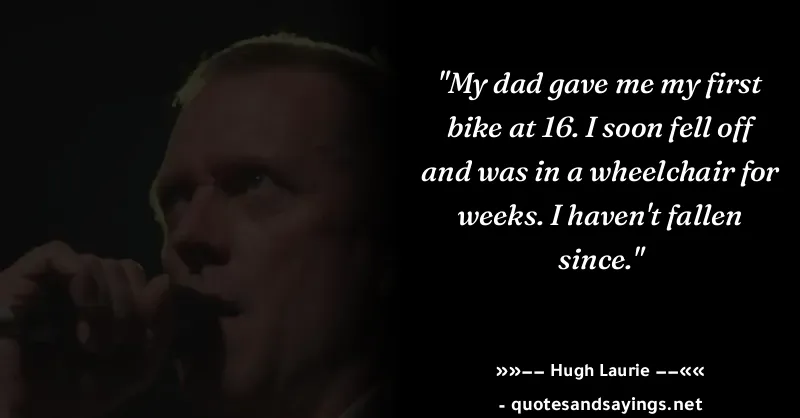 "My dad gave me my first
bike at 16. I soon fell off
and was in a wheelchair for
weeks. I haven't fallen
since."
»»–– Hugh Laurie ––««
- quotesandsayings.net